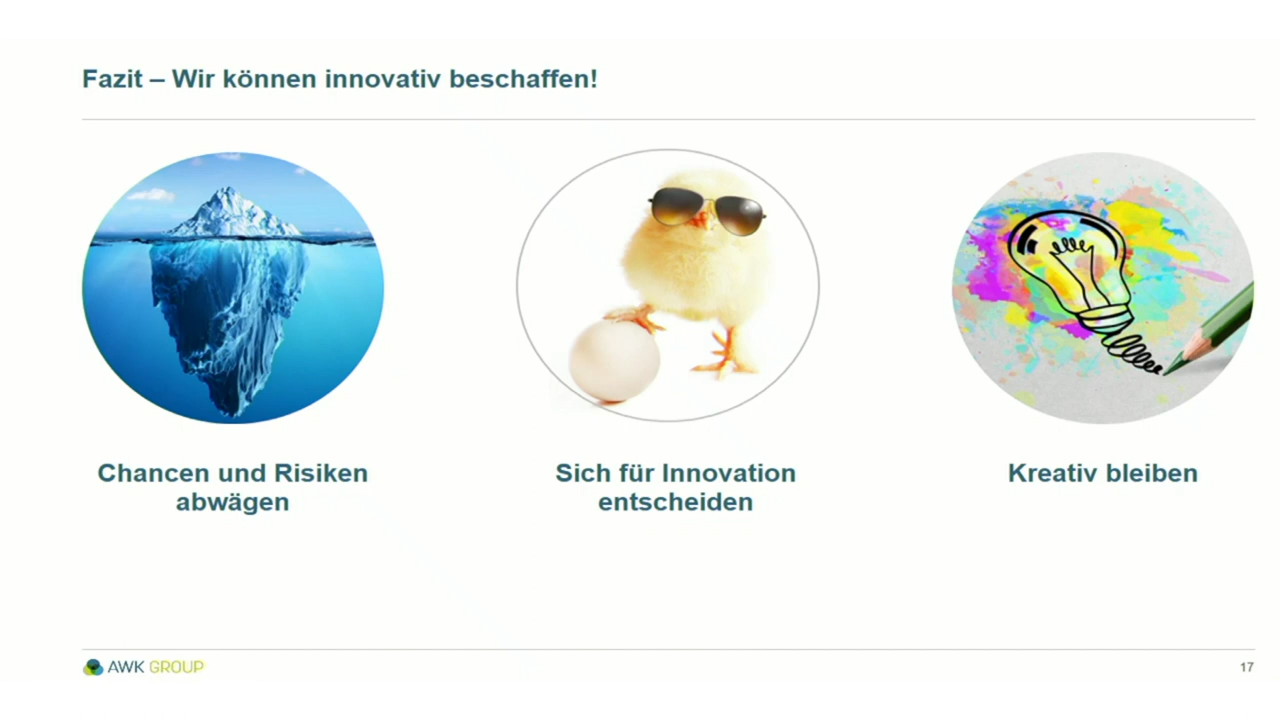 Fazit – Wir können innovativ beschaffen!
Chancen und Risiken
abwägen
Sich für Innovation
entscheiden
Kreativ bleiben
AWK GROUP
17